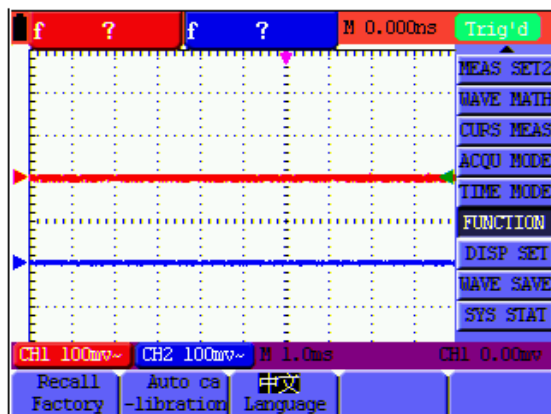 f ? f ? M 0.000ns Trig'd
MEAS SET2
WAVE MATH
CURS MEAS
ACQU MODE
TIME MODE
FUNCTION
DISP SET
WAVE SAVE
SYS STAT
CH1 100mv~ CH2 100mv~ M 1.0ms CH1 0.00mv
Recall Factory
Auto ca -libration
中文 Language